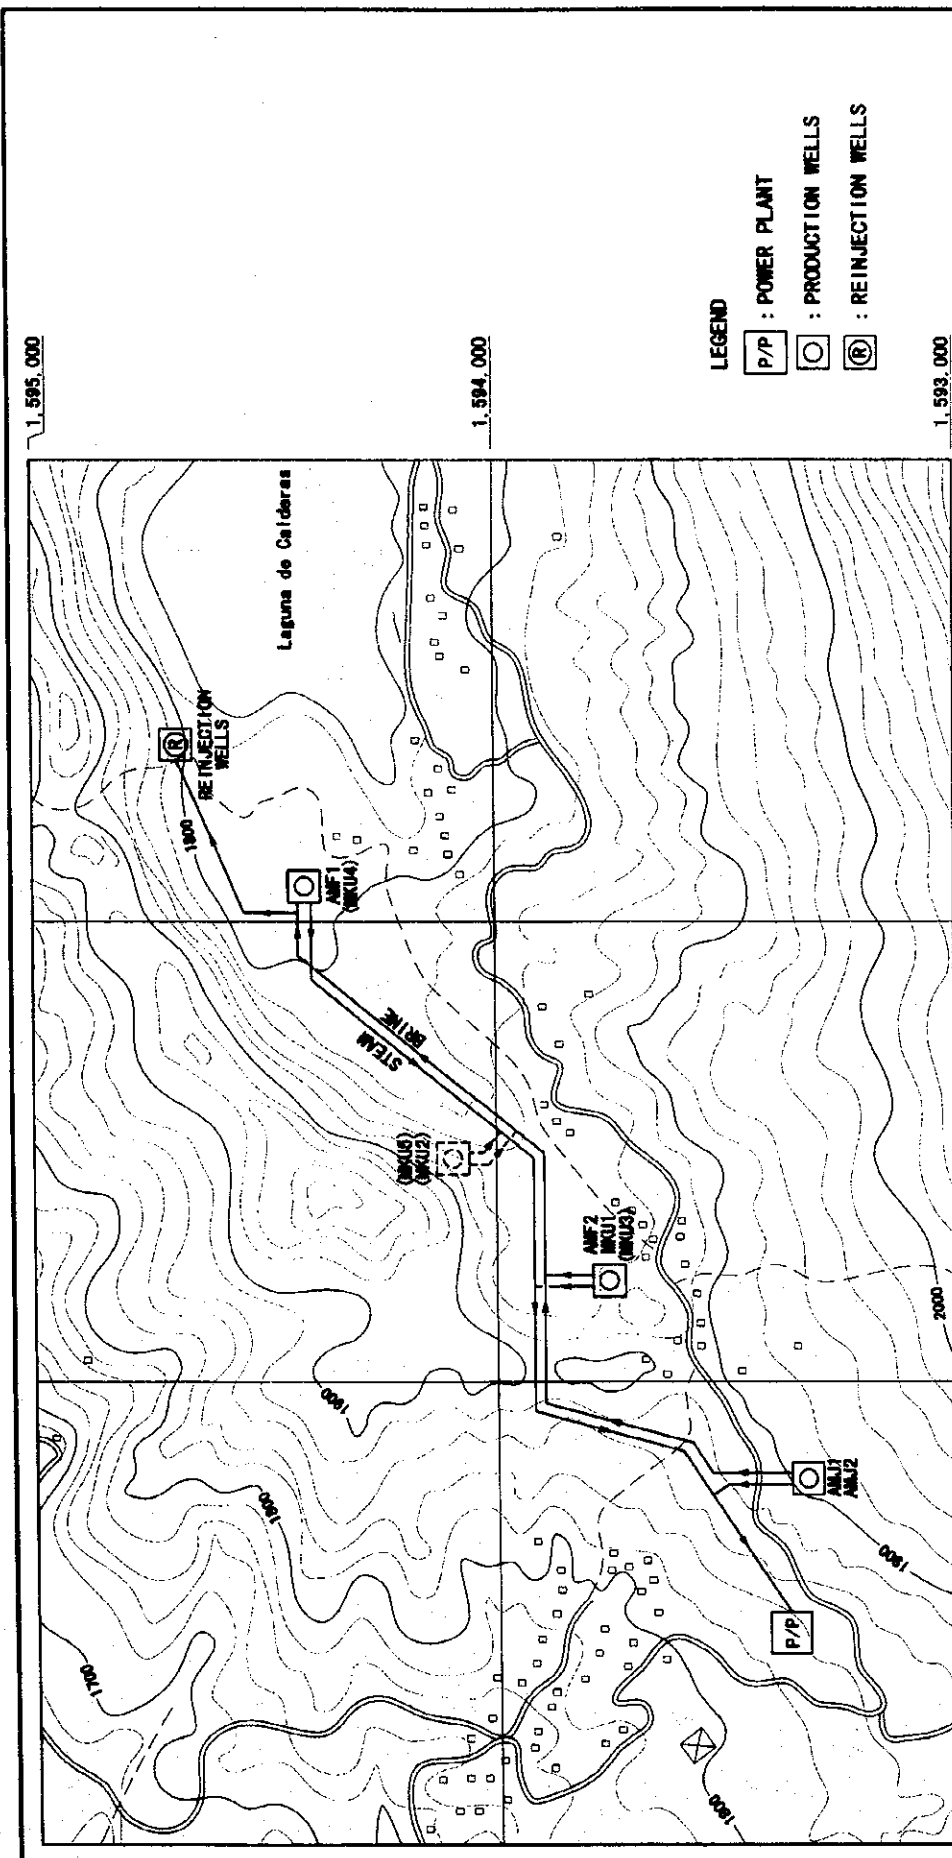 1,595,000
1,594,000
1,593,000
Laguna de Calderas
REINJECTION
WELLS
R
1800
AMF1
(MKU4)
STEAM
BRINE
(MKU5)
(MKU2)
AMF2
MKU1
(MKU3)
2000
1900
1800
AMJ1
AMJ2
1900
P/P
1700
1800
LEGEND
P/P : POWER PLANT
: PRODUCTION WELLS
R : REINJECTION WELLS